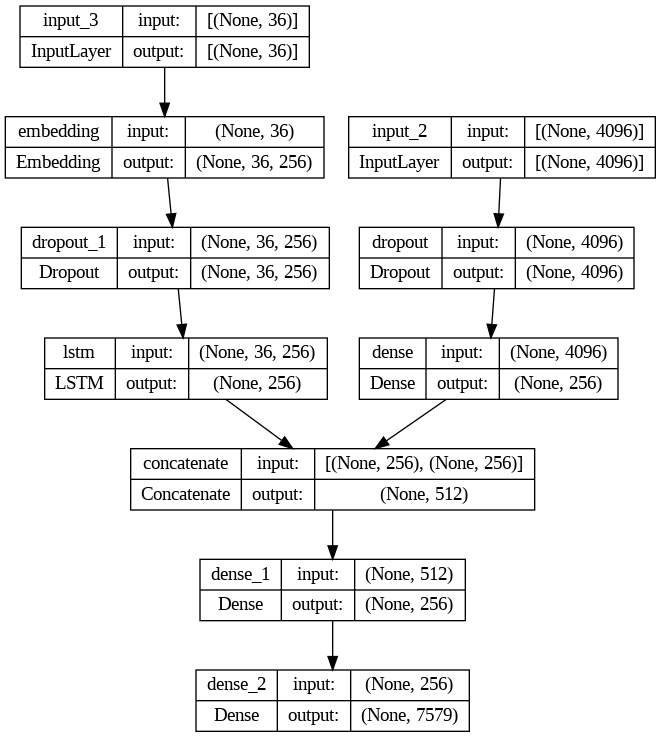 input_3 input: [(None, 36)]
InputLayer output: [(None, 36)]
embedding input: (None, 36)
Embedding output: (None, 36, 256)
input_2 input: [(None, 4096)]
InputLayer output: [(None, 4096)]
dropout_1 input: (None, 36, 256)
Dropout output: (None, 36, 256)
dropout input: (None, 4096)
Dropout output: (None, 4096)
lstm input: (None, 36, 256)
LSTM output: (None, 256)
dense input: (None, 4096)
Dense output: (None, 256)
concatenate input: [(None, 256), (None, 256)]
Concatenate output: (None, 512)
dense_1 input: (None, 512)
Dense output: (None, 256)
dense_2 input: (None, 256)
Dense output: (None, 7579)